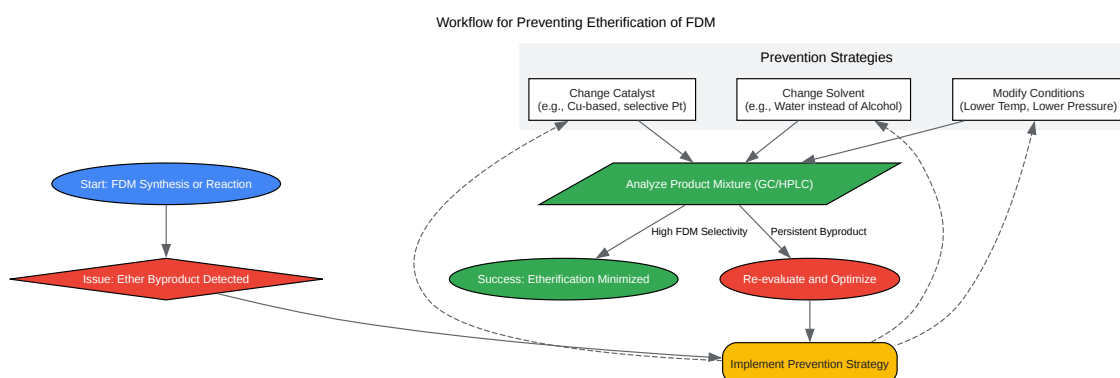 Workflow for Preventing Etherification of FDM
Prevention Strategies
Change Catalyst
(e.g., Cu-based, selective Pt)
Change Solvent
(e.g., Water instead of Alcohol)
Modify Conditions
(Lower Temp, Lower Pressure)
Start: FDM Synthesis or Reaction
Analyze Product Mixture (GC/HPLC)
High FDM Selectivity
Persistent Byproduct
Issue: Ether Byproduct Detected
Success: Etherification Minimized
Re-evaluate and Optimize
Implement Prevention Strategy